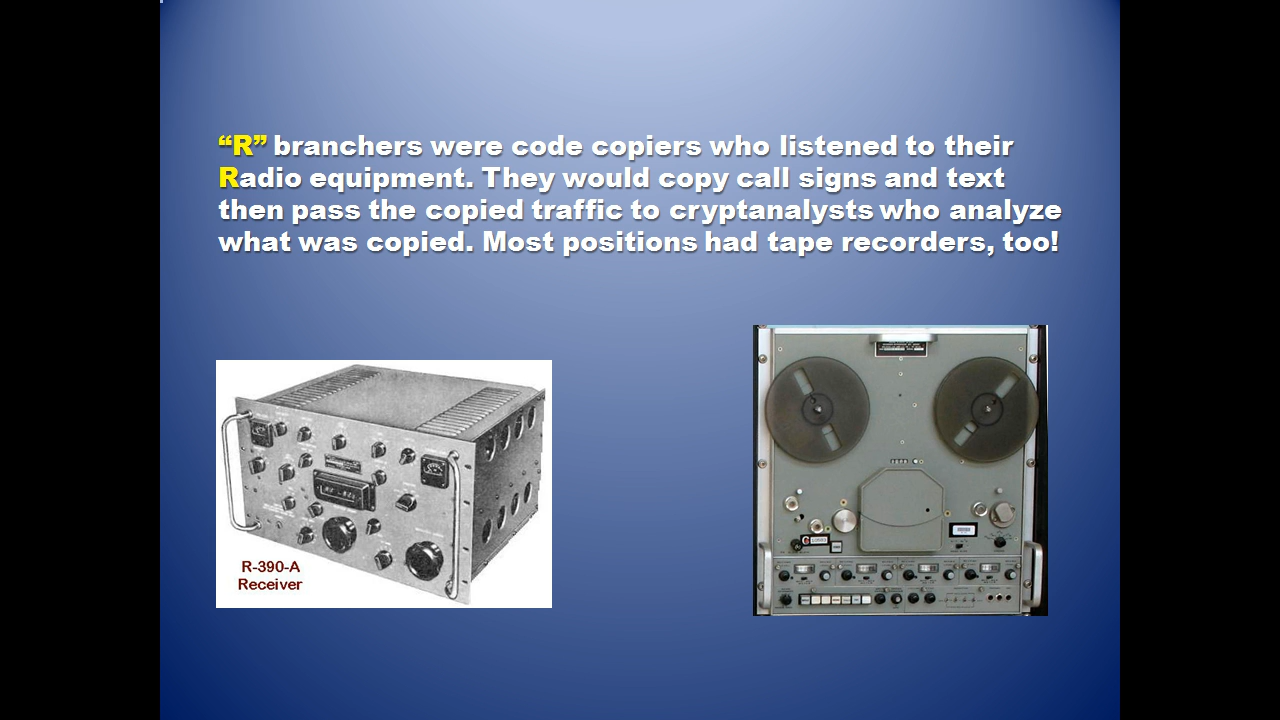 “R” branchers were code copiers who listened to their
Radio equipment. They would copy call signs and text
then pass the copied traffic to cryptanalysts who analyze
what was copied. Most positions had tape recorders, too!
R-390-A
Receiver